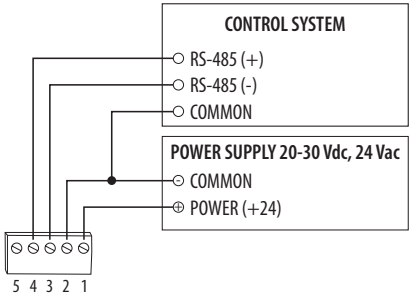 CONTROL SYSTEM
RS-485 (+)
RS-485 (-)
COMMON
POWER SUPPLY 20-30 Vdc, 24 Vac
COMMON
POWER (+24)
5 4 3 2 1